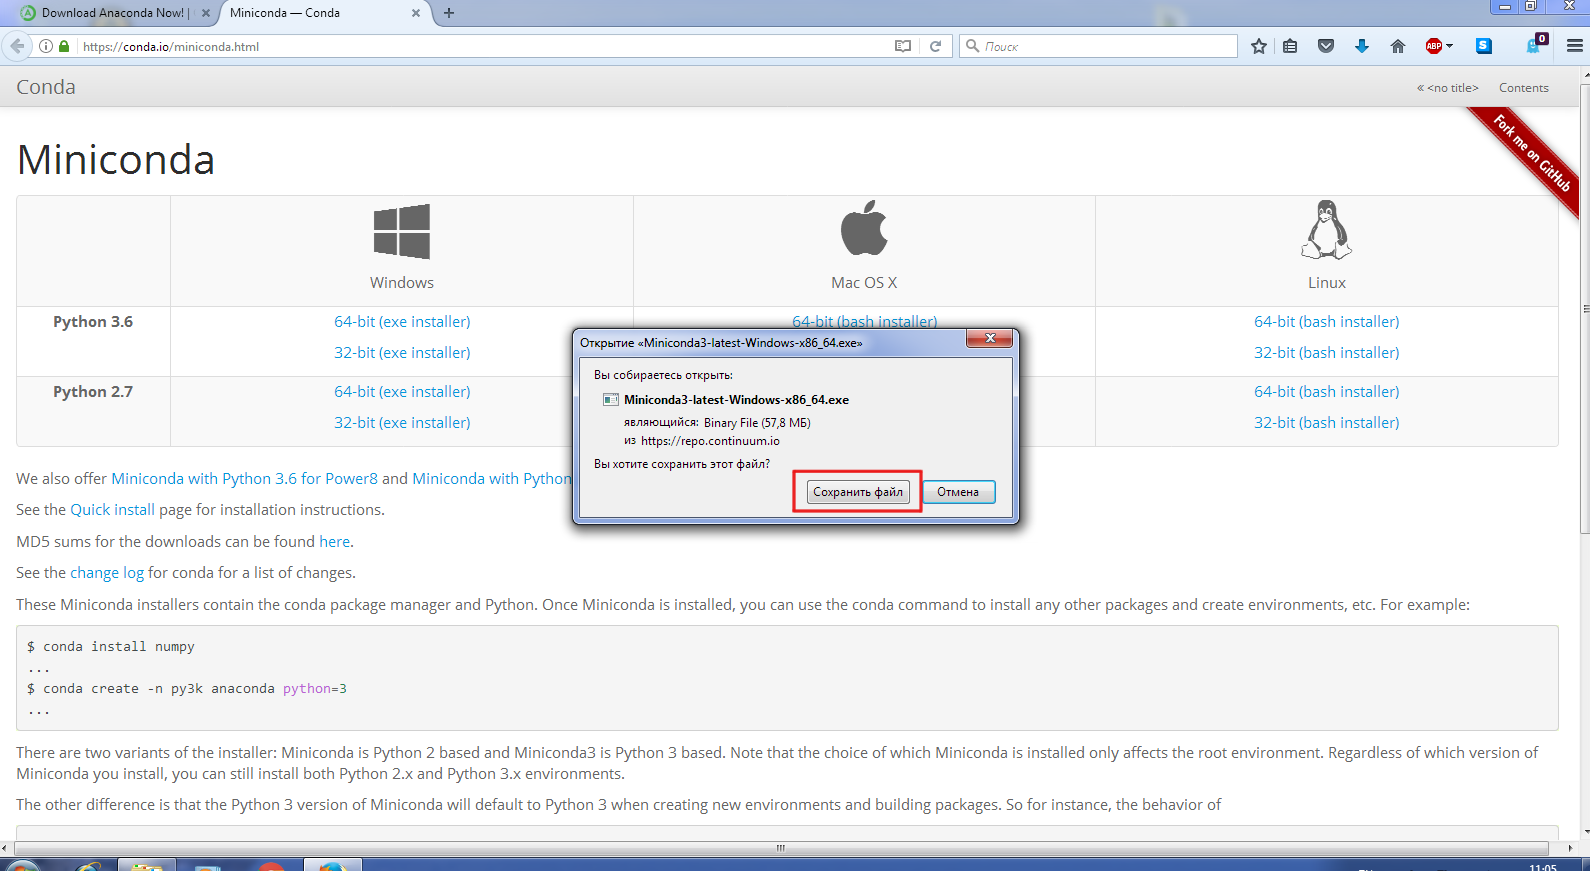 Download Anaconda Now! |
Miniconda — Conda
https://conda.io/miniconda.html
Поиск
ABP
S
0
Conda
« <no title>
Contents
Fork me on GitHub
Miniconda
Windows
Mac OS X
Linux
Python 3.6
64-bit (exe installer)
64-bit (bash installer)
64-bit (bash installer)
32-bit (exe installer)
32-bit (bash installer)
Python 2.7
64-bit (exe installer)
64-bit (bash installer)
32-bit (exe installer)
32-bit (bash installer)
Открытие «Miniconda3-latest-Windows-x86_64.exe»
Вы собираетесь открыть:
Miniconda3-latest-Windows-x86_64.exe
являющийся: Binary File (57,8 МБ)
из https://repo.continuum.io
Вы хотите сохранить этот файл?
Сохранить файл
Отмена
We also offer Miniconda with Python 3.6 for Power8 and Miniconda with Python
See the Quick install page for installation instructions.
MD5 sums for the downloads can be found here.
See the change log for conda for a list of changes.
These Miniconda installers contain the conda package manager and Python. Once Miniconda is installed, you can use the conda command to install any other packages and create environments, etc. For example:
$ conda install numpy
...
$ conda create -n py3k anaconda python=3
...
There are two variants of the installer: Miniconda is Python 2 based and Miniconda3 is Python 3 based. Note that the choice of which Miniconda is installed only affects the root environment. Regardless of which version of
Miniconda you install, you can still install both Python 2.x and Python 3.x environments.
The other difference is that the Python 3 version of Miniconda will default to Python 3 when creating new environments and building packages. So for instance, the behavior of
11:05